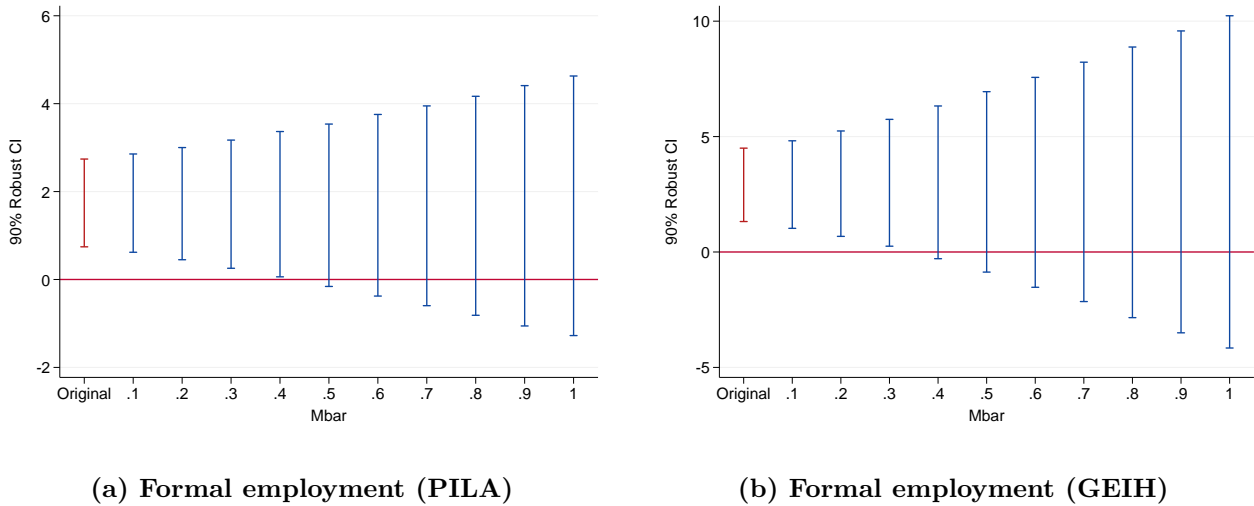 6
4
2
0
-2
90% Robust CI
Original .1 .2 .3 .4 .5 .6 .7 .8 .9 1
Mbar
(a) Formal employment (PILA)
10
5
0
-5
90% Robust CI
Original .1 .2 .3 .4 .5 .6 .7 .8 .9 1
Mbar
(b) Formal employment (GEIH)